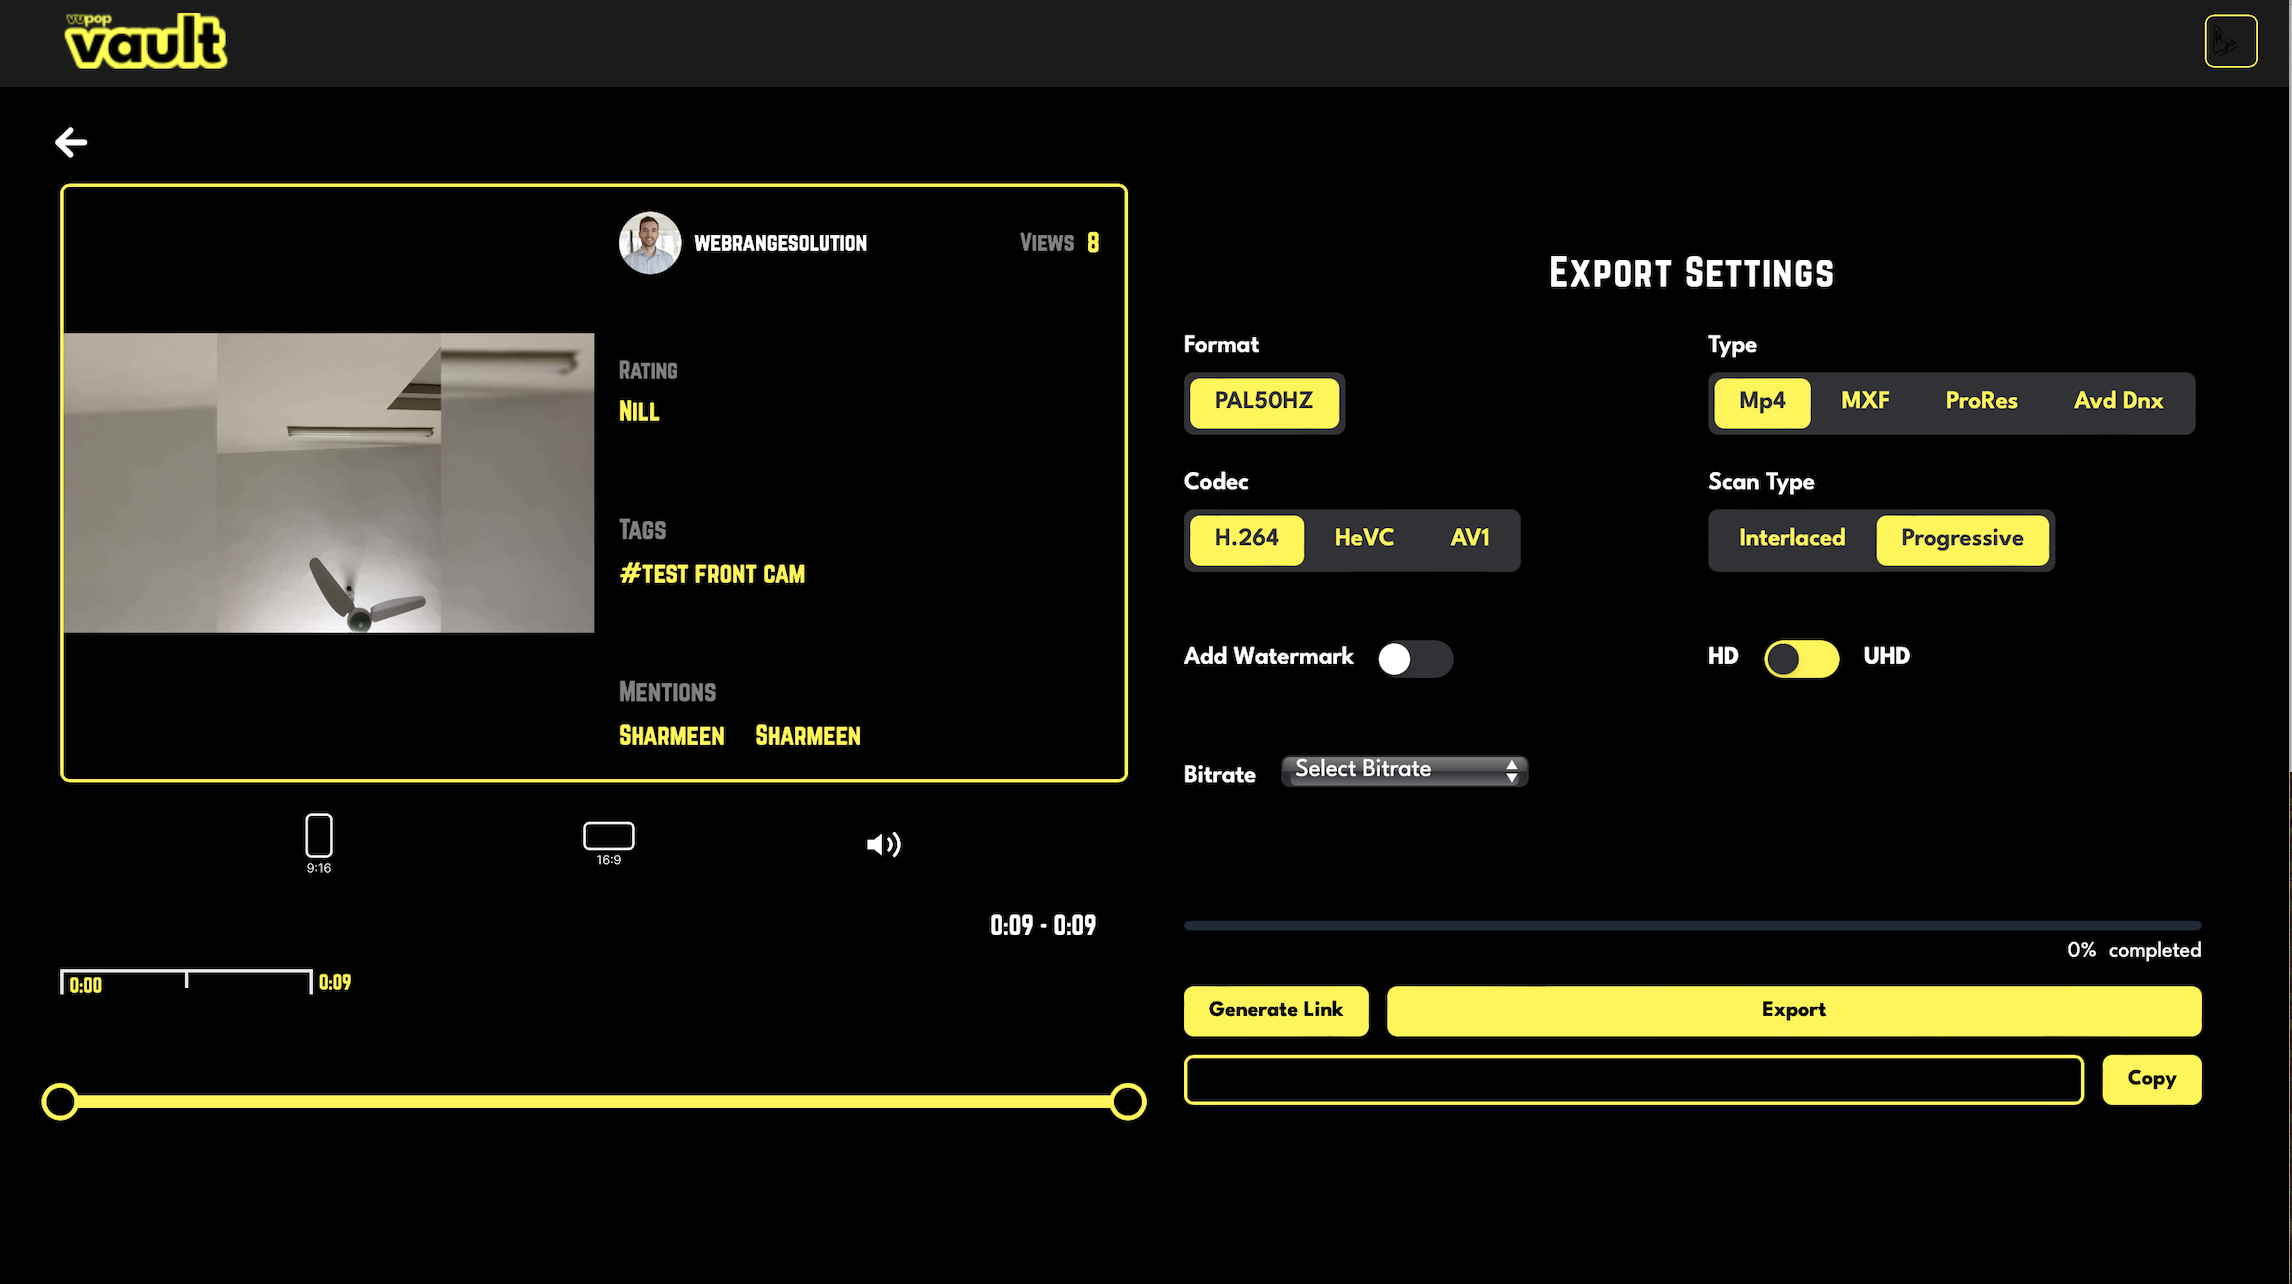 vupop
vault
WEBRANGESOLUTION
VIEWS 8
RATING
NILL
TAGS
#TEST FRONT CAM
MENTIONS
SHARMEEN SHARMEEN
9:16
16:9
0:09 - 0:09
0:00
0:09
EXPORT SETTINGS
Format
PAL50HZ
Type
Mp4 MXF ProRes Avd Dnx
Codec
H.264 HeVC AV1
Scan Type
Interlaced Progressive
Add Watermark
HD UHD
Bitrate Select Bitrate
0% completed
Generate Link Export
Copy